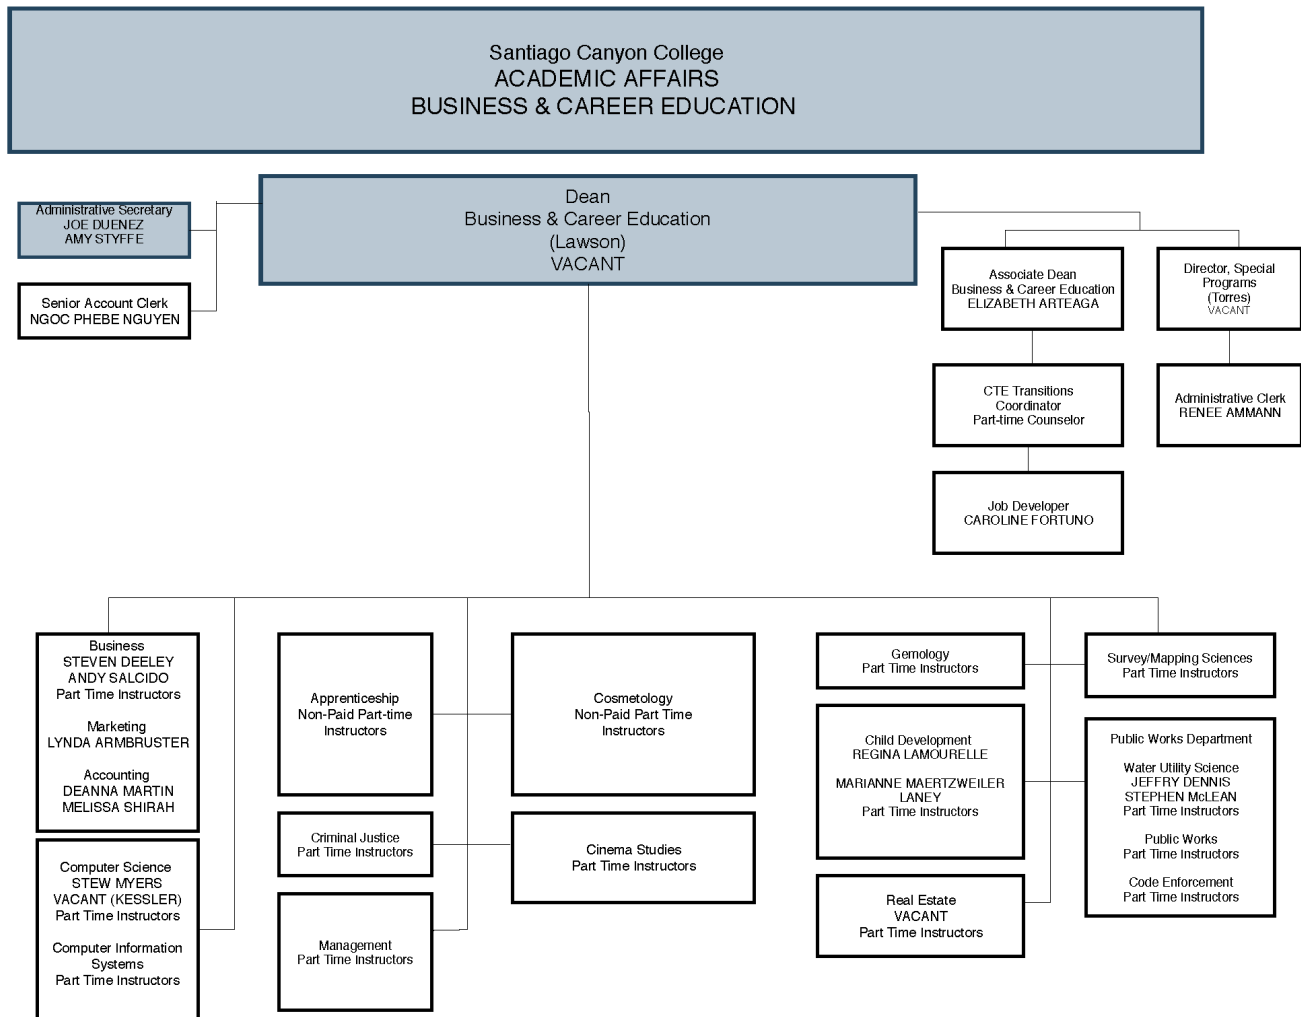 Santiago Canyon College
ACADEMIC AFFAIRS
BUSINESS & CAREER EDUCATION
Dean
Business & Career Education
(Lawson)
VACANT
Administrative Secretary
JOE DUENEZ
AMY STYFFE
Senior Account Clerk
NGOC PHEBE NGUYEN
Associate Dean
Business & Career Education
ELIZABETH ARTEAGA
Director, Special
Programs
(Torres)
VACANT
CTE Transitions
Coordinator
Part-time Counselor
Administrative Clerk
RENEE AMMANN
Job Developer
CAROLINE FORTUNO
Business
STEVEN DEELEY
ANDY SALCIDO
Part Time Instructors
Marketing
LYNDA ARMBRUSTER
Accounting
DEANNA MARTIN
MELISSA SHIRAH
Computer Science
STEW MYERS
VACANT (KESSLER)
Part Time Instructors
Computer Information
Systems
Part Time Instructors
Apprenticeship
Non-Paid Part-time
Instructors
Cosmetology
Non-Paid Part Time
Instructors
Criminal Justice
Part Time Instructors
Cinema Studies
Part Time Instructors
Management
Part Time Instructors
Gemology
Part Time Instructors
Survey/Mapping Sciences
Part Time Instructors
Child Development
REGINA LAMOURELLE
MARIANNE MAERTZWEILER
LANEY
Part Time Instructors
Public Works Department
Water Utility Science
JEFFRY DENNIS
STEPHEN McLEAN
Part Time Instructors
Public Works
Part Time Instructors
Code Enforcement
Part Time Instructors
Real Estate
VACANT
Part Time Instructors